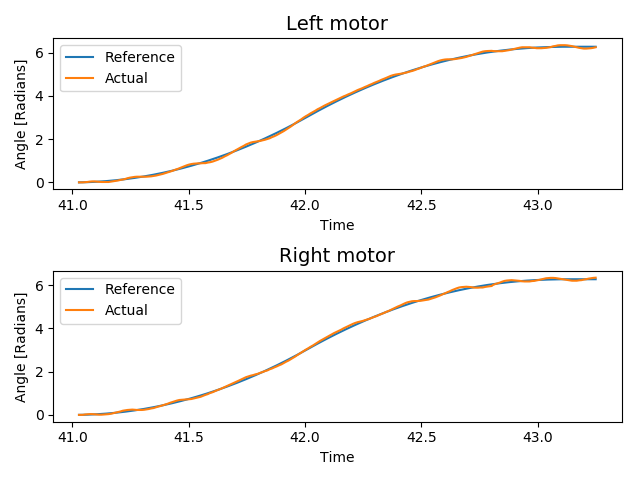 Left motor
Angle [Radians]
6
4
2
0
Reference
Actual
41.0 41.5 42.0 42.5 43.0
Time
Right motor
Angle [Radians]
6
4
2
0
Reference
Actual
41.0 41.5 42.0 42.5 43.0
Time